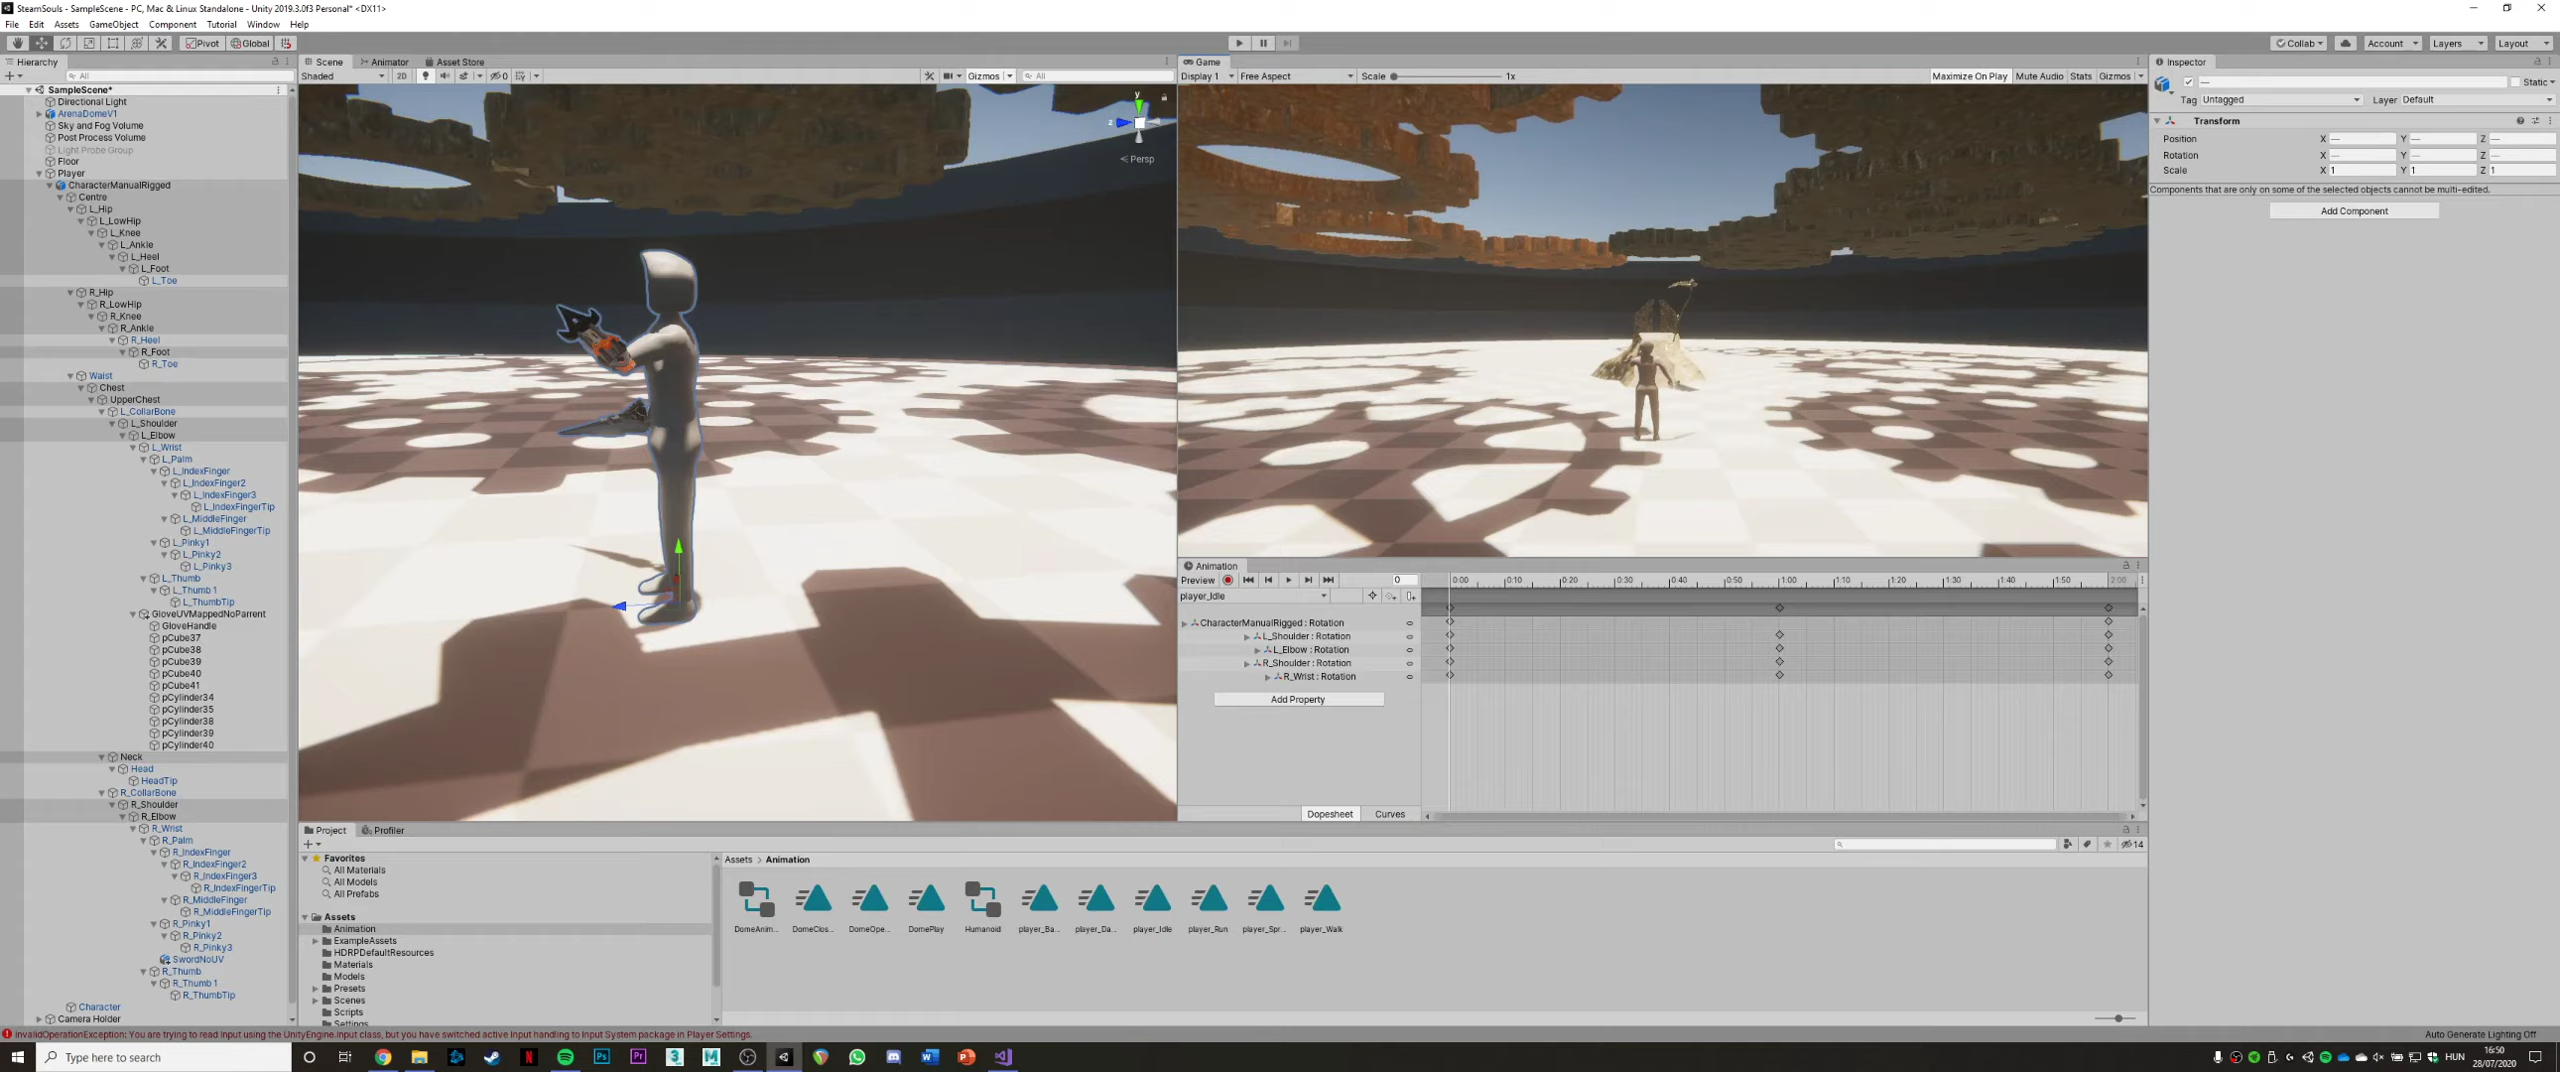 SteamSouls - SampleScene - PC, Mac & Linux Standalone - Unity 2019.3.0f3 Personal* <DX11>
File Edit Assets GameObject Component Tutorial Window Help
Pivot Global Collab Account Layers Layout
Hierarchy
All
SampleScene*
Directional Light
ArenaDomeV1
Sky and Fog Volume
Post Process Volume
Light Probe Group
Floor
Player
CharacterManualRigged
Centre
L_Hip
L_LowHip
L_Knee
L_Ankle
L_Heel
L_Foot
L_Toe
R_Hip
R_LowHip
R_Knee
R_Ankle
R_Heel
R_Foot
R_Toe
Waist
Chest
UpperChest
L_CollarBone
L_Shoulder
L_Elbow
L_Wrist
L_Palm
L_IndexFinger
L_IndexFinger2
L_IndexFinger3
L_IndexFingerTip
L_MiddleFinger
L_MiddleFingerTip
L_Pinky1
L_Pinky2
L_Pinky3
L_Thumb
L_Thumb 1
L_ThumbTip
GloveUVMappedNoParent
GloveHandle
pCube37
pCube38
pCube39
pCube40
pCube41
pCylinder34
pCylinder35
pCylinder38
pCylinder39
pCylinder40
Neck
Head
HeadTip
R_CollarBone
R_Shoulder
R_Elbow
R_Wrist
R_Palm
R_IndexFinger
R_IndexFinger2
R_IndexFinger3
R_IndexFingerTip
R_MiddleFinger
R_MiddleFingerTip
R_Pinky1
R_Pinky2
R_Pinky3
SwordNoUV
R_Thumb
R_Thumb 1
R_ThumbTip
Character
Camera Holder
Scene Animator Asset Store
Shaded 2D 0 Gizmos All
y
z
Persp
Game
Display 1 Free Aspect Scale 1x Maximize On Play Mute Audio Stats Gizmos
Animation
Preview 0 0:00 0:10 0:20 0:30 0:40 0:50 1:00 1:10 1:20 1:30 1:40 1:50 2:00
player_Idle
CharacterManualRigged : Rotation
L_Shoulder : Rotation
L_Elbow : Rotation
R_Shoulder : Rotation
R_Wrist : Rotation
Add Property
Dopesheet Curves
Project Profiler
14
Favorites
All Materials
All Models
All Prefabs
Assets
Animation
ExampleAssets
HDRPDefaultResources
Materials
Models
Presets
Scenes
Scripts
Settings
Assets > Animation
DomeAnim... DomeClos... DomeOpe... DomePlay Humanoid player_Ba... player_Da... player_Idle player_Run player_Spr... player_Walk
Inspector
— Static
Tag Untagged Layer Default
Transform
Position X — Y — Z —
Rotation X — Y — Z —
Scale X 1 Y 1 Z 1
Components that are only on some of the selected objects cannot be multi-edited.
Add Component
InvalidOperationException: You are trying to read Input using the UnityEngine.Input class, but you have switched active Input handling to Input System package in Player Settings.
Auto Generate Lighting Off
Type here to search
HUN
16:50
28/07/2020